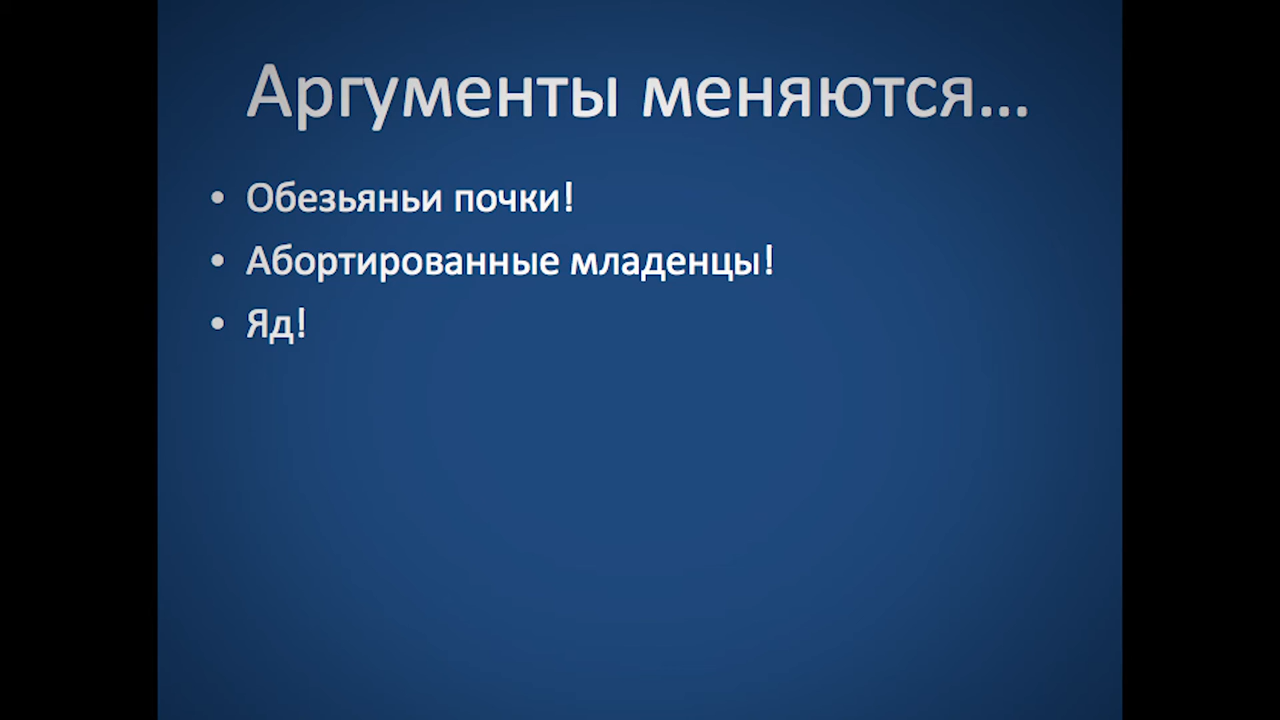 Аргументы меняются...
• Обезьяньи почки!
• Абортированные младенцы!
• Яд!